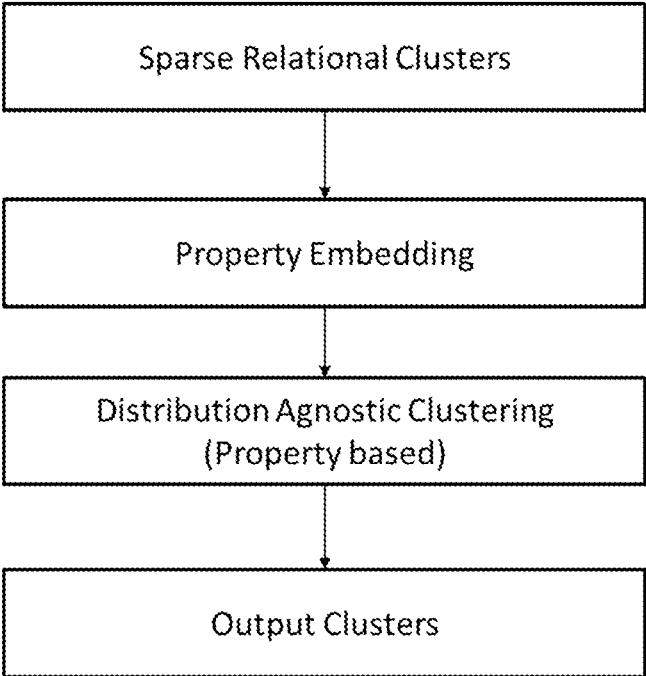 Sparse Relational Clusters
Property Embedding
Distribution Agnostic Clustering
(Property based)
Output Clusters